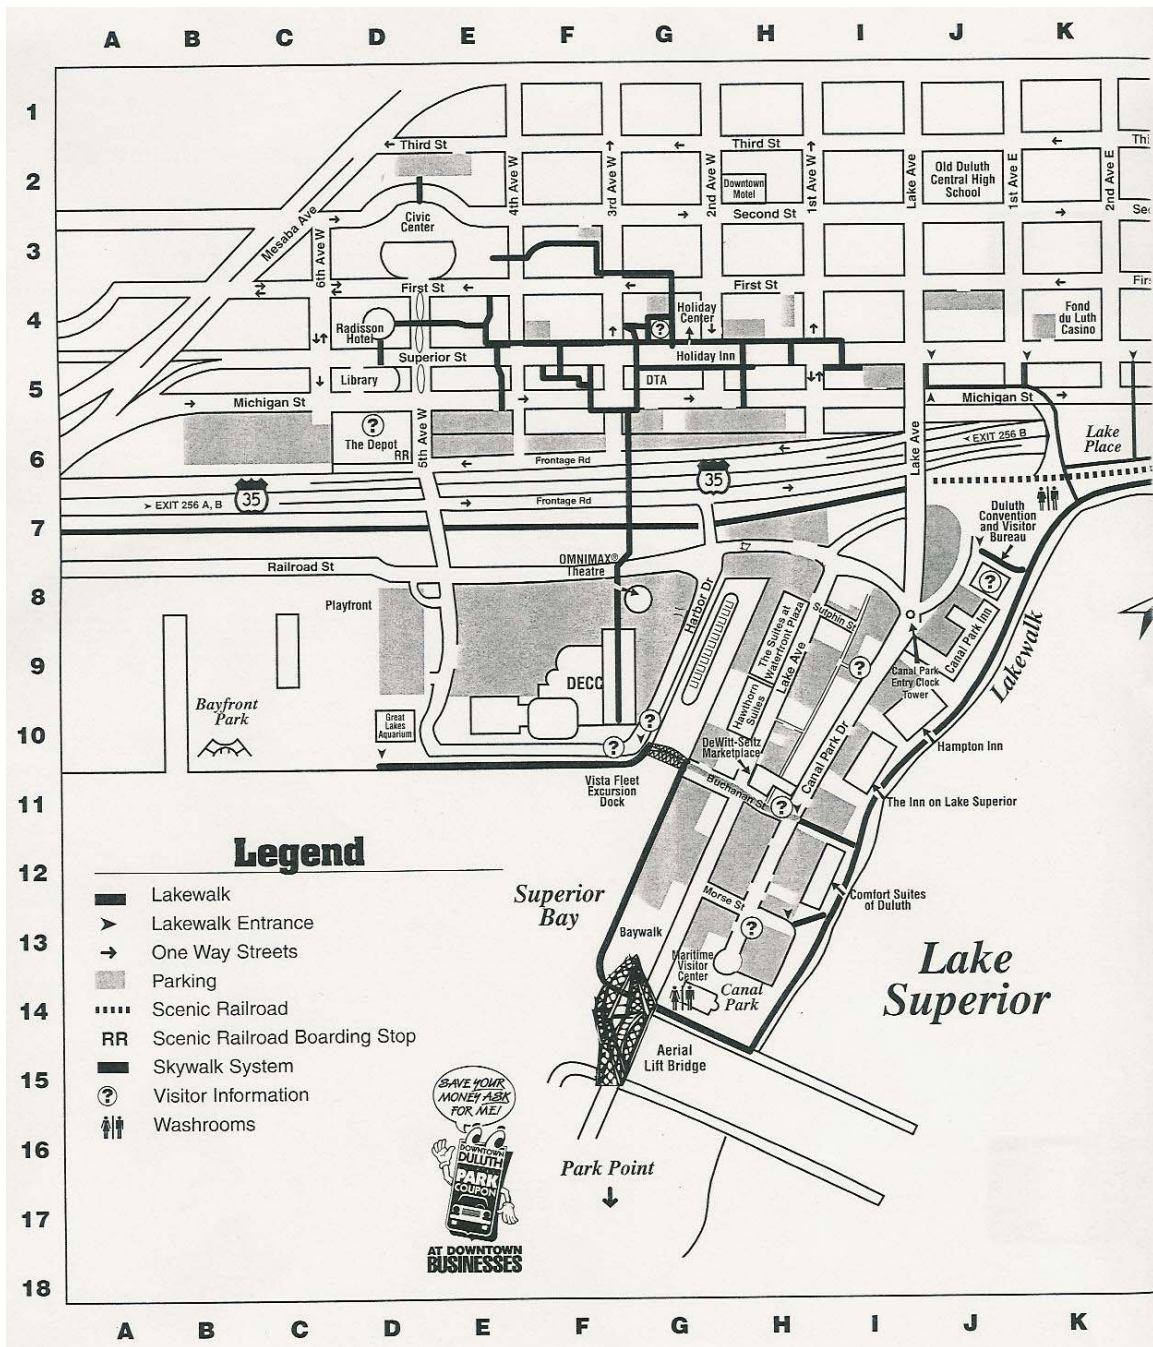 A B C D E F G H I J K
1
2
3
4
5
6
7
8
9
10
11
12
13
14
15
16
17
18
Third St
Third St
Thi
Mesaba Ave
6th Ave W
Civic
Center
4th Ave W
3rd Ave W
2nd Ave W
Downtown
Motel
1st Ave W
Lake Ave
Old Duluth
Central High
School
1st Ave E
2nd Ave E
Second St
Sec
First St
First St
Firs
Radisson
Hotel
Holiday
Center
?
Fond
du Luth
Casino
Superior St
Holiday Inn
Library
DTA
Michigan St
Michigan St
?
The Depot
RR
5th Ave W
Lake Ave
EXIT 256 B
Lake
Place
Frontage Rd
35
EXIT 256 A, B
35
Frontage Rd
Duluth
Convention
and Visitor
Bureau
OMNIMAX®
Theatre
Railroad St
Playfront
Harbor Dr
The Suites at
Waterfront Plaza
Lake Ave
Sutphin St
?
Canal Park Inn
Lakewalk
?
Canal Park
Entry Clock
Tower
DECC
Hawthorn
Suites
Bayfront
Park
Great
Lakes
Aquarium
?
?
DeWitt-Seitz
Marketplace
Canal Park Dr
Hampton Inn
Vista Fleet
Excursion
Dock
Buchanan St
?
The Inn on Lake Superior
Legend
Lakewalk
Lakewalk Entrance
One Way Streets
Parking
Scenic Railroad
RR Scenic Railroad Boarding Stop
Skywalk System
? Visitor Information
Washrooms
Superior
Bay
Morse St
Comfort Suites
of Duluth
?
Baywalk
Maritime
Visitor
Center
Canal
Park
Lake
Superior
Aerial
Lift Bridge
SAVE YOUR
MONEY ASK
FOR ME!
DOWNTOWN
DULUTH
PARK
COUPON
AT DOWNTOWN
BUSINESSES
Park Point
A B C D E F G H I J K